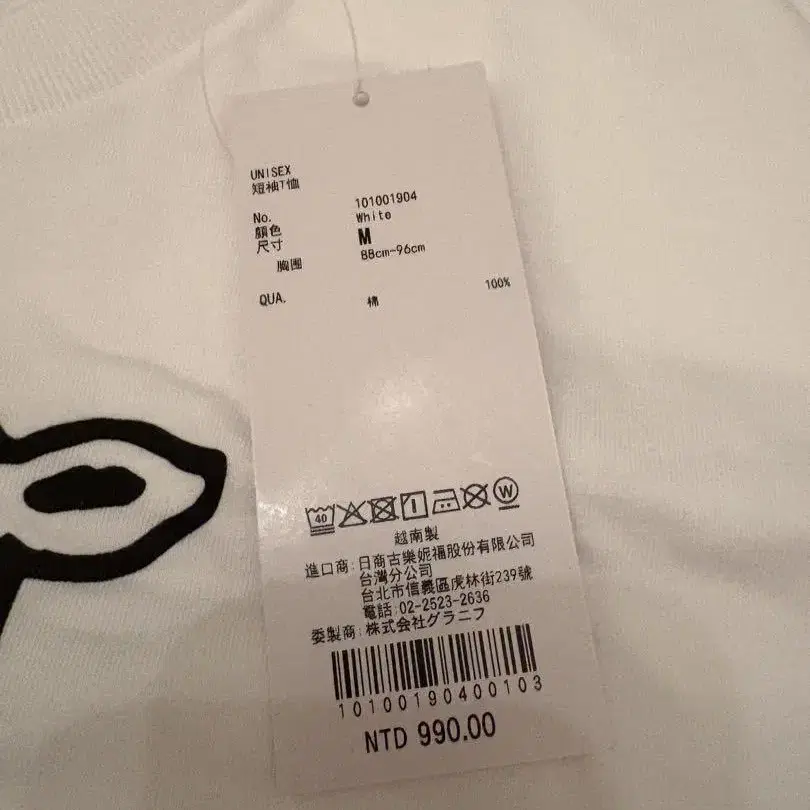 UNISEX
短袖T恤
No. 101001904
顏色 White
尺寸 M
胸圍 88cm-96cm
QUA. 棉 100%
40 W
越南製
進口商:日商古樂妮福股份有限公司
台灣分公司
台北市信義區虎林街239號
電話:02-2523-2636
委製商:株式会社グラニフ
10100190400103
NTD 990.00